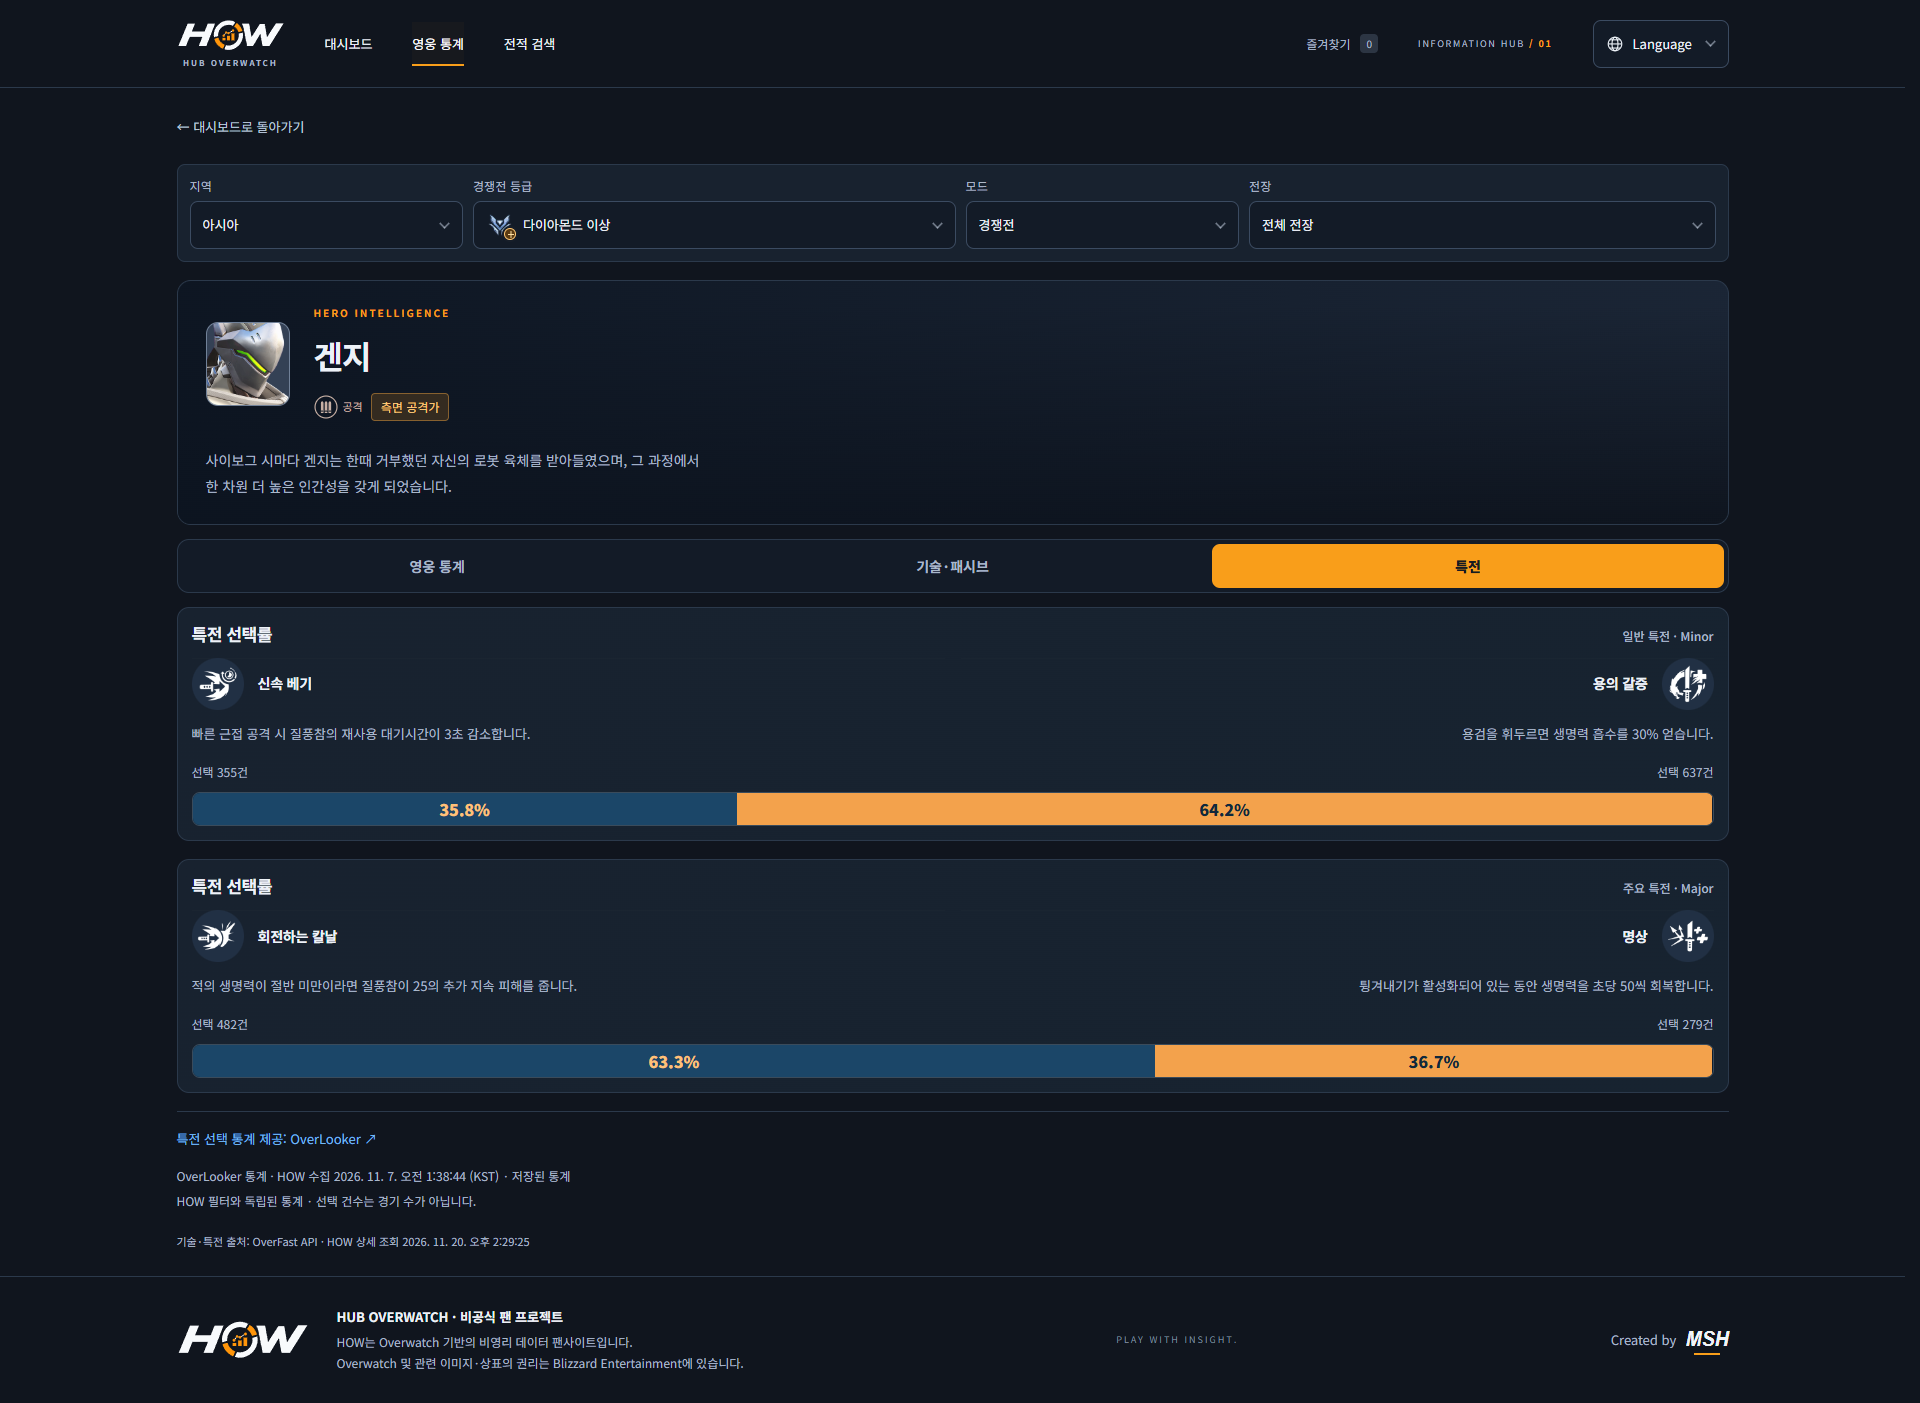 HOW
HUB OVERWATCH
대시보드
영웅 통계
전적 검색
즐겨찾기 0
INFORMATION HUB / 01
Language
← 대시보드로 돌아가기
지역
경쟁전 등급
모드
전장
아시아
다이아몬드 이상
경쟁전
전체 전장
HERO INTELLIGENCE
겐지
공격
측면 공격가
사이보그 시마다 겐지는 한때 거부했던 자신의 로봇 육체를 받아들였으며, 그 과정에서
한 차원 더 높은 인간성을 갖게 되었습니다.
영웅 통계
기술·패시브
특전
특전 선택률
일반 특전 · Minor
신속 베기
용의 갈증
빠른 근접 공격 시 질풍참의 재사용 대기시간이 3초 감소합니다.
용검을 휘두르면 생명력 흡수를 30% 얻습니다.
선택 355건
선택 637건
35.8%
64.2%
특전 선택률
주요 특전 · Major
회전하는 칼날
명상
적의 생명력이 절반 미만이라면 질풍참이 25의 추가 지속 피해를 줍니다.
튕겨내기가 활성화되어 있는 동안 생명력을 초당 50씩 회복합니다.
선택 482건
선택 279건
63.3%
36.7%
특전 선택 통계 제공: OverLooker ↗
OverLooker 통계 · HOW 수집 2026. 11. 7. 오전 1:38:44 (KST) · 저장된 통계
HOW 필터와 독립된 통계 · 선택 건수는 경기 수가 아닙니다.
기술·특전 출처: OverFast API · HOW 상세 조회 2026. 11. 20. 오후 2:29:25
HOW
HUB OVERWATCH · 비공식 팬 프로젝트
HOW는 Overwatch 기반의 비영리 데이터 팬사이트입니다.
Overwatch 및 관련 이미지·상표의 권리는 Blizzard Entertainment에 있습니다.
PLAY WITH INSIGHT.
Created by MSH